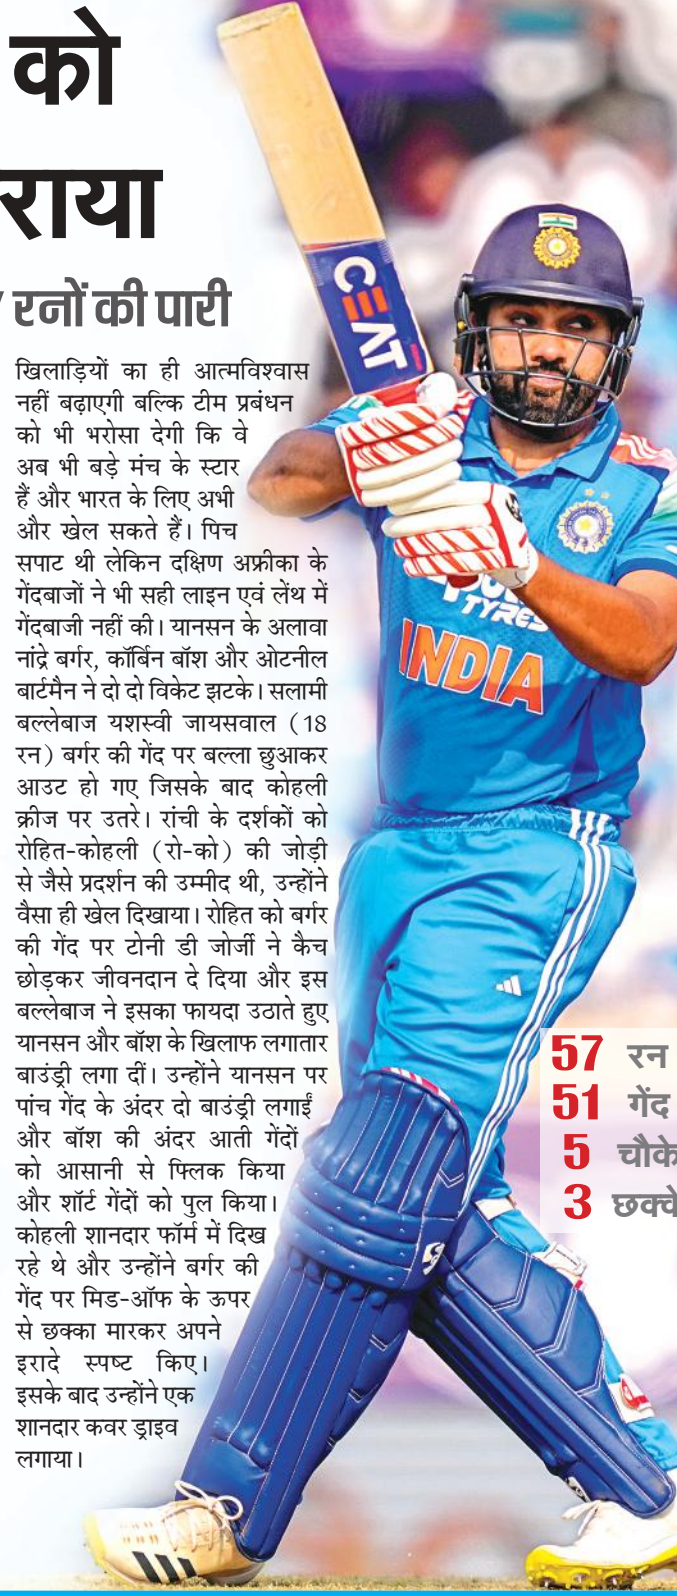 को
राया
रनों की पारी
खिलाड़ियों का ही आत्मविश्वास
नहीं बढ़ाएगी बल्कि टीम प्रबंधन
को भी भरोसा देगी कि वे
अब भी बड़े मंच के स्टार
हैं और भारत के लिए अभी
और खेल सकते हैं। पिच
सपाट थी लेकिन दक्षिण अफ्रीका के
गेंदबाजों ने भी सही लाइन एवं लेंथ में
गेंदबाजी नहीं की। यानसन के अलावा
नांद्रे बर्गर, कॉर्बिन बॉश और ओटनील
बार्टमैन ने दो दो विकेट झटके। सलामी
बल्लेबाज यशस्वी जायसवाल (18
रन) बर्गर की गेंद पर बल्ला छुआकर
आउट हो गए जिसके बाद कोहली
क्रीज पर उतरे। रांची के दर्शकों को
रोहित-कोहली (रो-को) की जोड़ी
से जैसे प्रदर्शन की उम्मीद थी, उन्होंने
वैसा ही खेल दिखाया। रोहित को बर्गर
की गेंद पर टोनी डी जोर्जी ने कैच
छोड़कर जीवनदान दे दिया और इस
बल्लेबाज ने इसका फायदा उठाते हुए
यानसन और बॉश के खिलाफ लगातार
बाउंड्री लगा दीं। उन्होंने यानसन पर
पांच गेंद के अंदर दो बाउंड्री लगाईं
और बॉश की अंदर आती गेंदों
को आसानी से फ्लिक किया
और शॉर्ट गेंदों को पुल किया।
कोहली शानदार फॉर्म में दिख
रहे थे और उन्होंने बर्गर की
गेंद पर मिड-ऑफ के ऊपर
से छक्का मारकर अपने
इरादे स्पष्ट किए।
इसके बाद उन्होंने एक
शानदार कवर ड्राइव
लगाया।
CEAT
TYRES
INDIA
57 रन
51 गेंद
5 चौके
3 छक्के